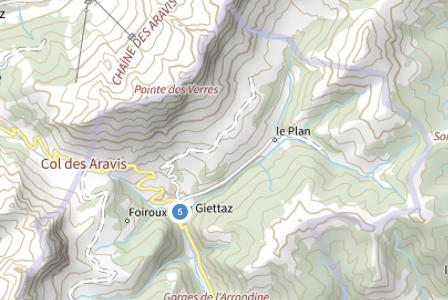 z
CHAÎNE DES ARAVIS
Pointe des Verres
le Plan
Col des Aravis
5
Foiroux
Giettaz
Gorges de l'Arrondine